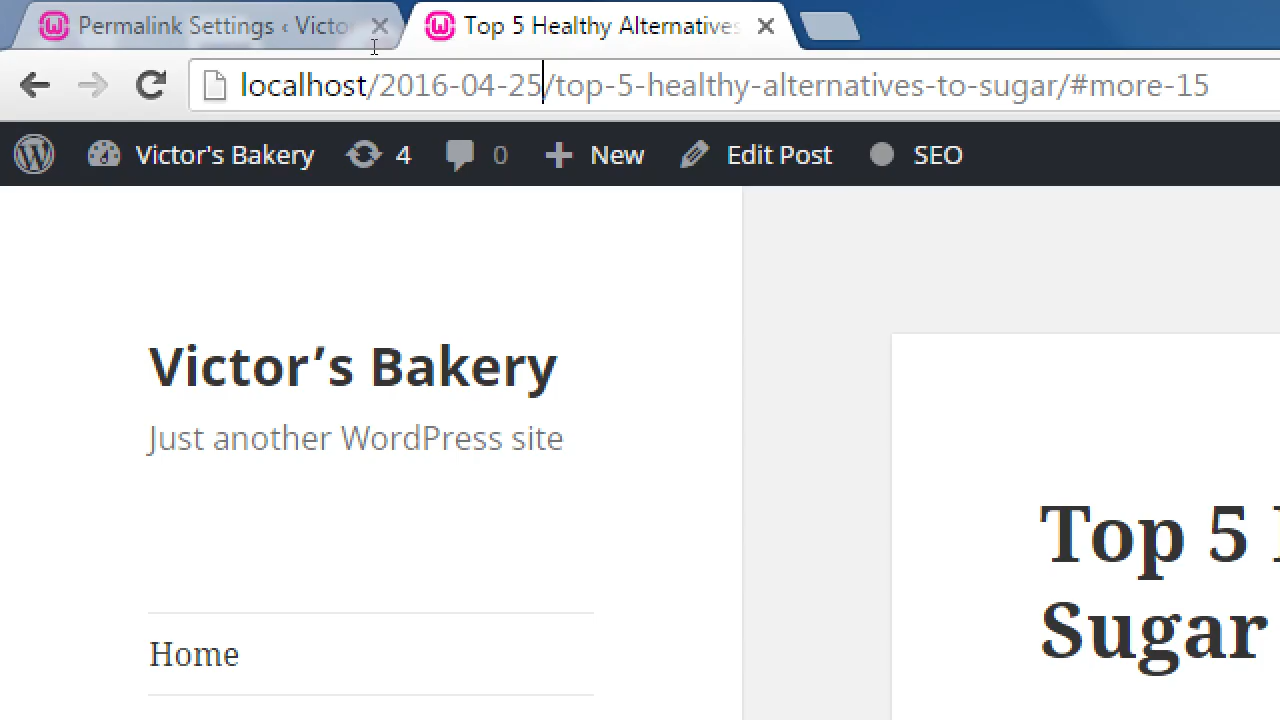 Permalink Settings ‹ Victo
Top 5 Healthy Alternatives
localhost/2016-04-25/top-5-healthy-alternatives-to-sugar/#more-15
Victor's Bakery 4 0 New Edit Post SEO
Victor’s Bakery
Just another WordPress site
Home
Top 5
Sugar